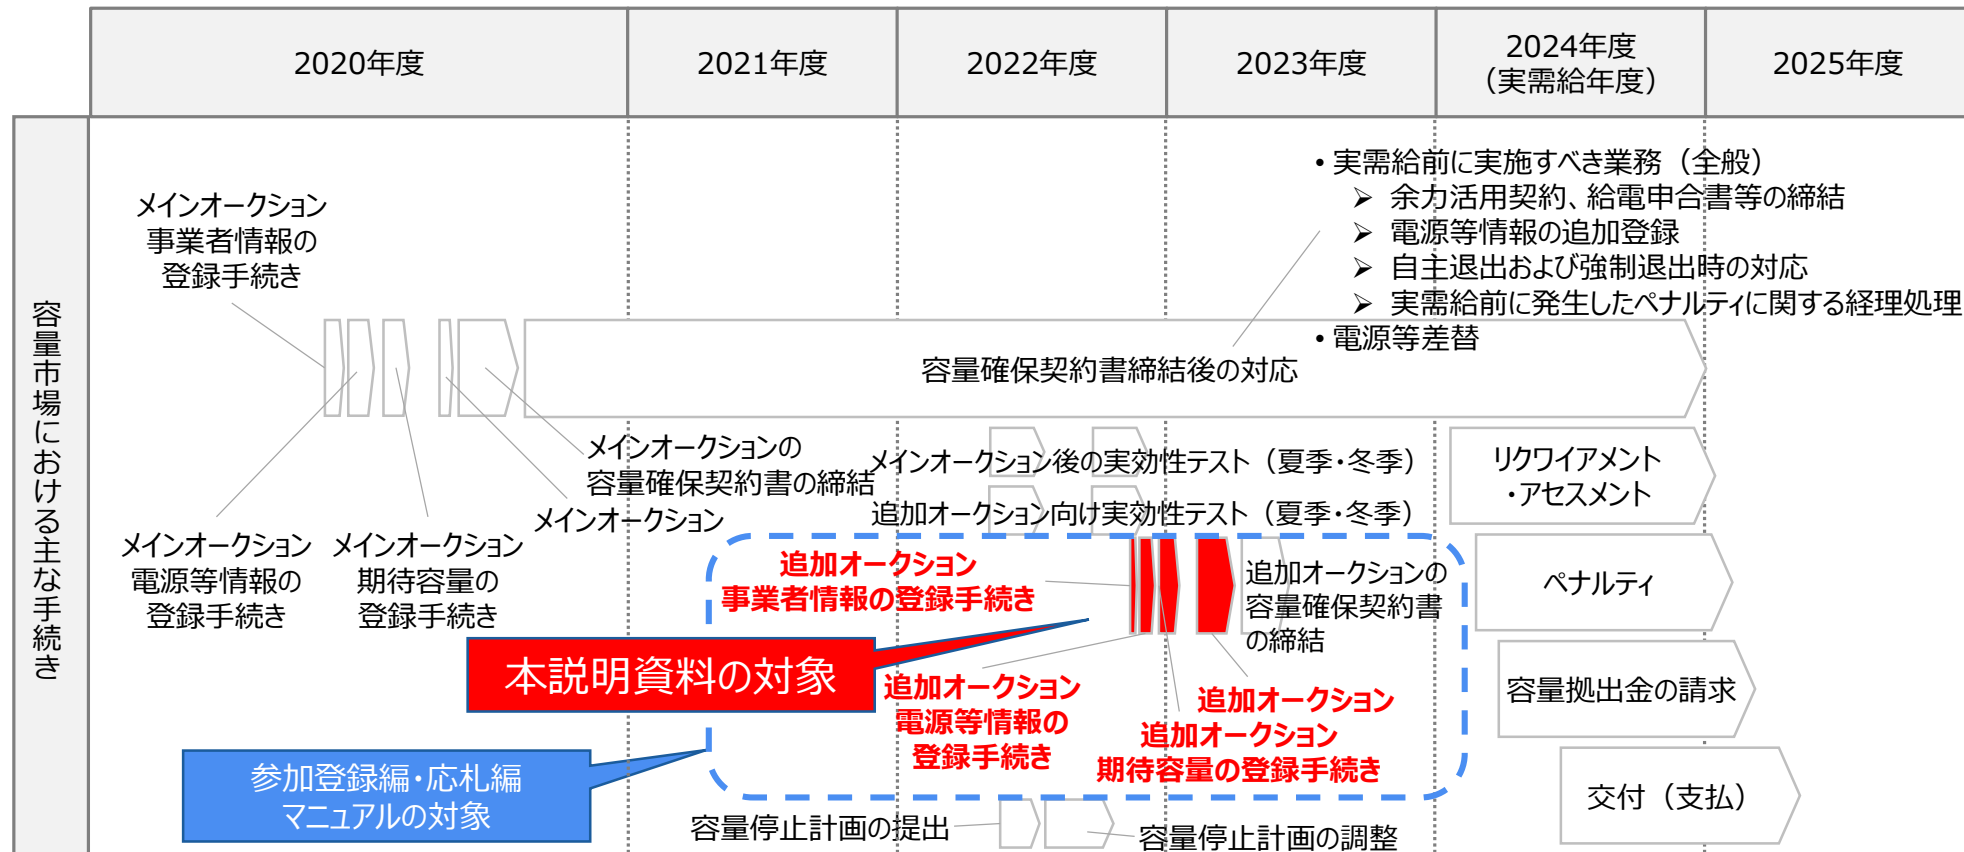 2020年度
2021年度
2022年度
2023年度
2024年度
（実需給年度）
2025年度
容量市場における主な手続き
メインオークション
事業者情報の
登録手続き
• 実需給前に実施すべき業務（全般）
➢ 余力活用契約、給電申合書等の締結
➢ 電源等情報の追加登録
➢ 自主退出および強制退出時の対応
➢ 実需給前に発生したペナルティに関する経理処理
• 電源等差替
容量確保契約書締結後の対応
メインオークションの
容量確保契約書の締結
メインオークション
メインオークション
電源等情報の
登録手続き
メインオークション
期待容量の
登録手続き
メインオークション後の実効性テスト（夏季・冬季）
追加オークション向け実効性テスト（夏季・冬季）
リクワイアメント
・アセスメント
追加オークション
事業者情報の登録手続き
追加オークションの
容量確保契約書
の締結
ペナルティ
本説明資料の対象
追加オークション
電源等情報の
登録手続き
追加オークション
追加オークション
期待容量の登録手続き
容量拠出金の請求
参加登録編・応札編
マニュアルの対象
容量停止計画の提出
容量停止計画の調整
交付（支払）